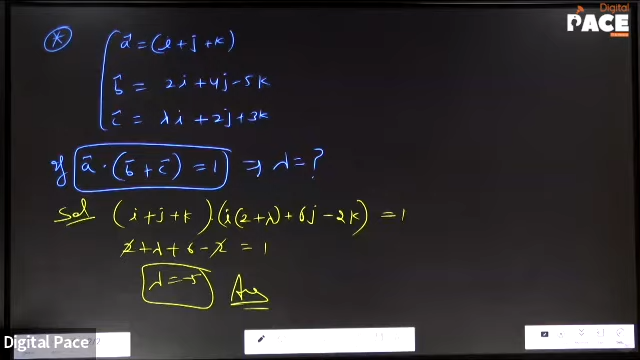 Digital
PACE
* a⃗ = (i + j + k)
b⃗ = 2i + 4j - 5k
c⃗ = λi + 2j + 3k
If a⃗ · (b⃗ + c⃗) = 1 ⇒ λ = ?
Sol (i + j + k) · (i(2 + λ) + 6j - 2k) = 1
2 + λ + 6 - 2 = 1
λ = -5 Ans
Digital Pace